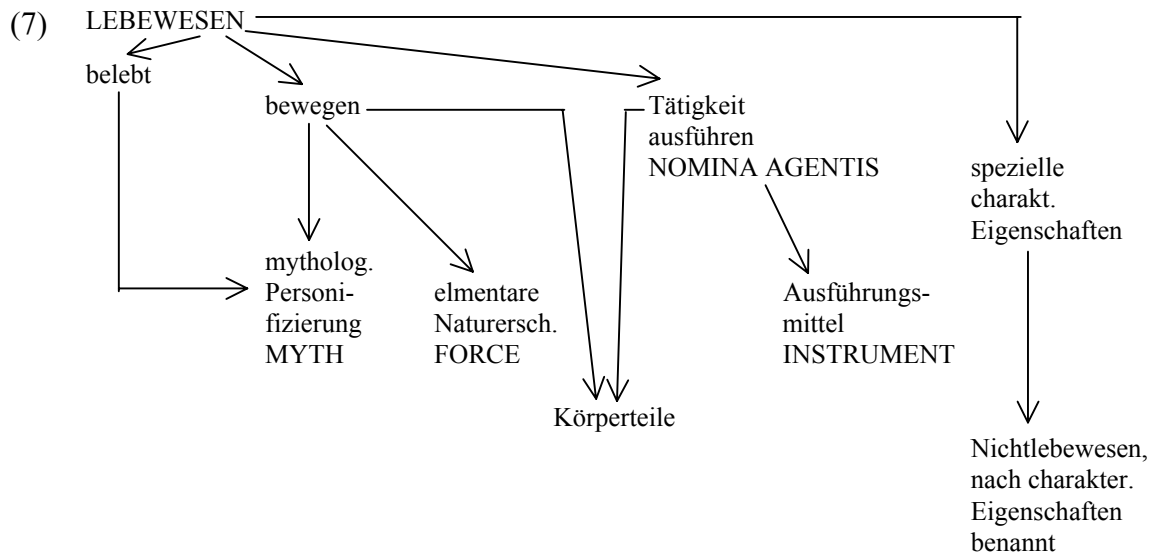 (7) LEBEWESEN
belebt
bewegen
Tätigkeit
ausführen
NOMINA AGENTIS
spezielle
charakt.
Eigenschaften
mytholog.
Personi-
fizierung
MYTH
elmentare
Naturersch.
FORCE
Ausführungs-
mittel
INSTRUMENT
Körperteile
Nichtlebewesen,
nach charakter.
Eigenschaften
benannt